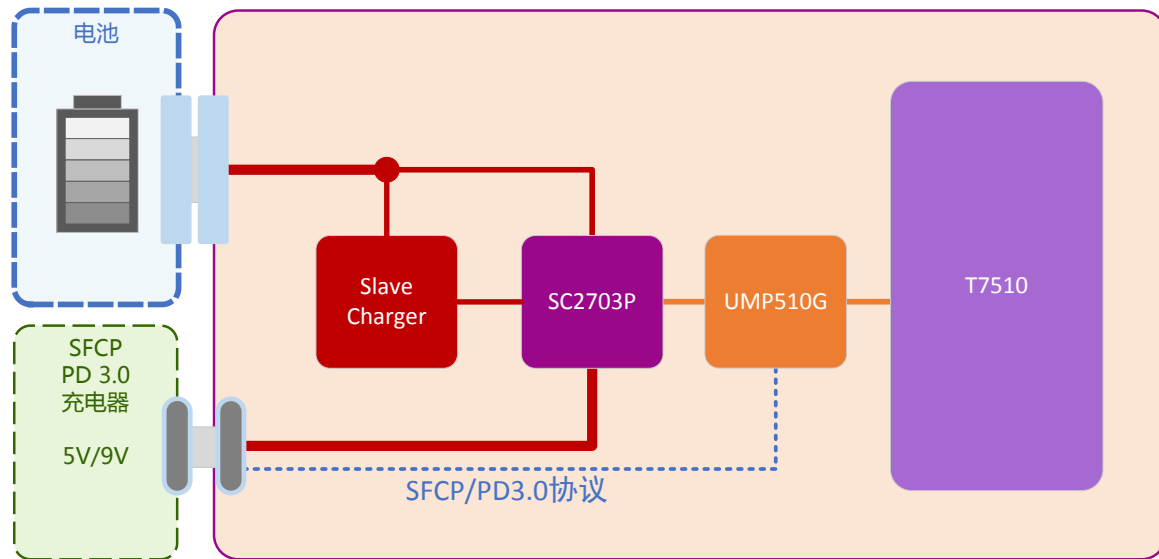 电池
Slave
Charger
SC2703P
UMP510G
T7510
SFCP
PD 3.0
充电器
5V/9V
SFCP/PD3.0协议